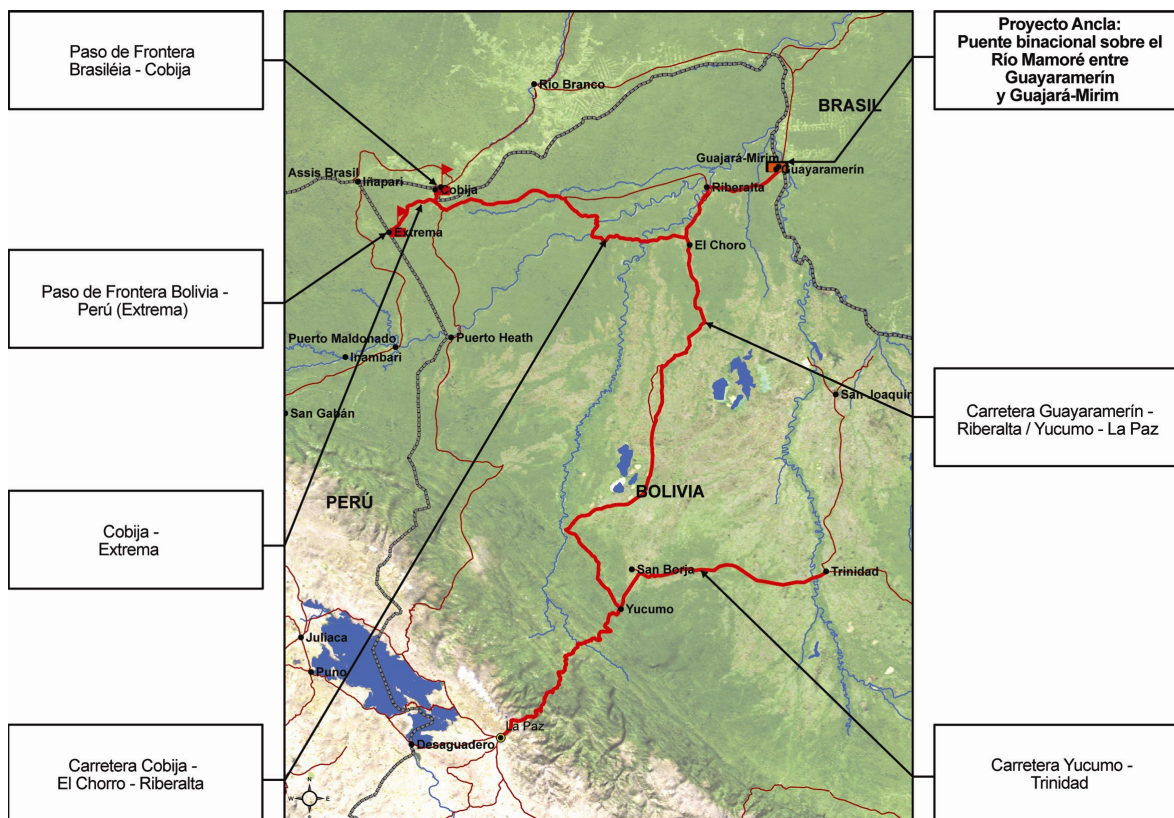 Paso de Frontera
Brasiléia - Cobija
Paso de Frontera Bolivia -
Perú (Extrema)
Cobija -
Extrema
Carretera Cobija -
El Chorro - Riberalta
Río Branco
BRASIL
Assis Brasil
Iñapari
Cobija
Guajará-Mirim
Guayaramerín
Riberalta
Extrema
El Choro
Puerto Maldonado
Puerto Heath
Inambari
San Gabán
San Joaquin
PERÚ
BOLIVIA
San Borja
Trinidad
Yucumo
Juliaca
Puno
La Paz
Desaguadero
N
W
E
Proyecto Ancla:
Puente binacional sobre el
Río Mamoré entre
Guayaramerín
y Guajará-Mirim
Carretera Guayaramerín -
Riberalta / Yucumo - La Paz
Carretera Yucumo -
Trinidad